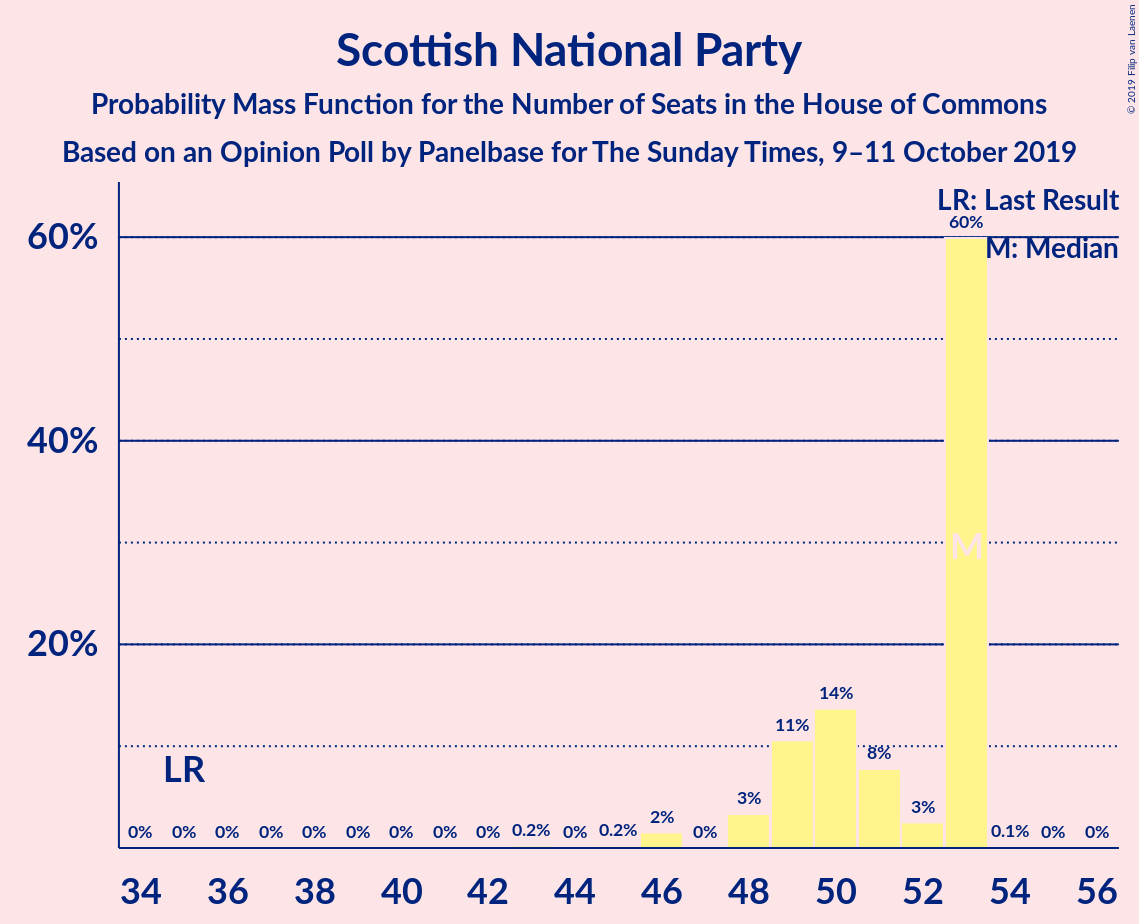 © 2019 Filip van Laenen
Scottish National Party
Probability Mass Function for the Number of Seats in the House of Commons
Based on an Opinion Poll by Panelbase for The Sunday Times, 9–11 October 2019
LR: Last Result
60%
60%
M: Median
40%
M
20%
14%
11%
8%
LR
3%
3%
2%
0% 0% 0% 0% 0% 0% 0% 0% 0% 0.2% 0% 0.2% 0% 0.1% 0% 0%
34 36 38 40 42 44 46 48 50 52 54 56